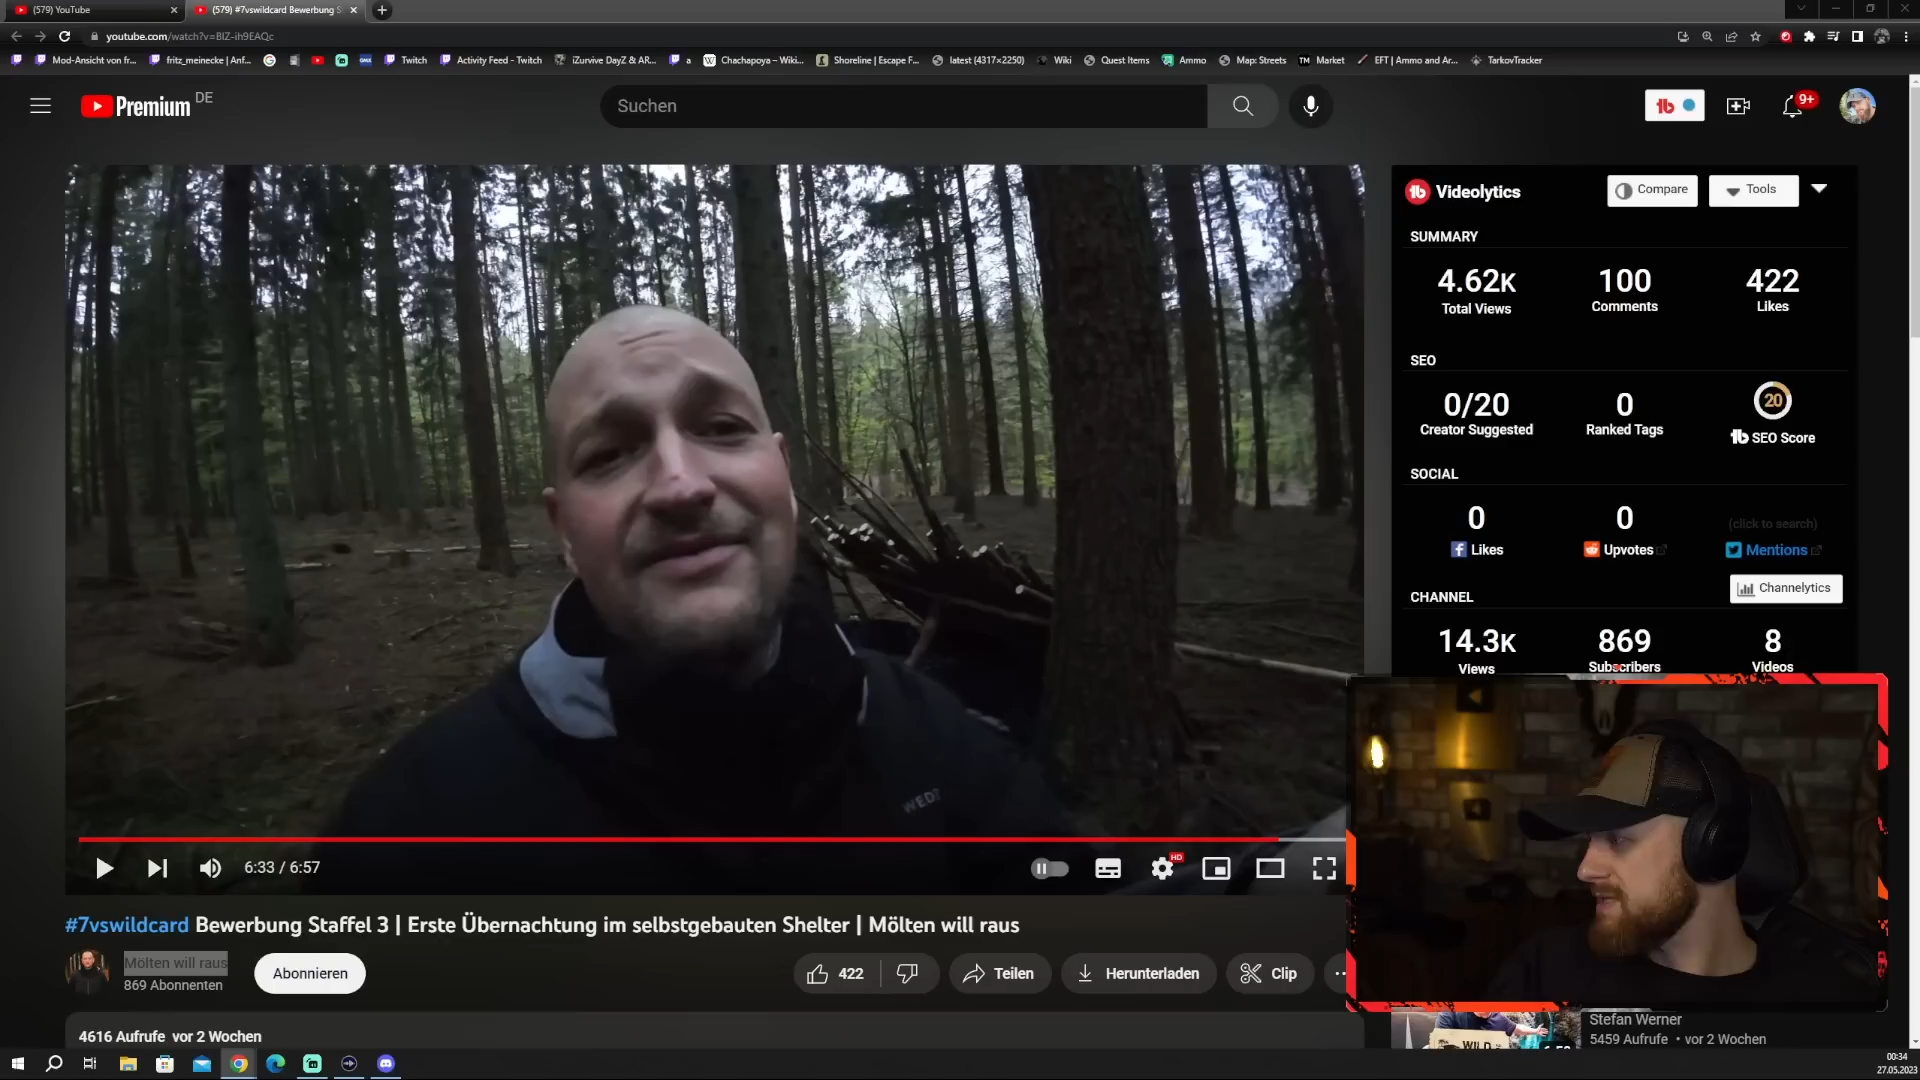 (579) YouTube
(579) #7vswildcard Bewerbung S
youtube.com/watch?v=BIZ-ih9EAQc
Mod-Ansicht von fr...
fritz_meinecke | Anf...
Twitch
Activity Feed - Twitch
iZurvive DayZ & AR...
a
Chachapoya – Wiki...
Shoreline | Escape F...
latest (4317×2250)
Wiki
Quest Items
Ammo
Map: Streets
TM Market
EFT | Ammo and Ar...
TarkovTracker
Premium DE
Suchen
9+
Videolytics
Compare
Tools
SUMMARY
4.62K
Total Views
100
Comments
422
Likes
SEO
0/20
Creator Suggested
0
Ranked Tags
20
SEO Score
SOCIAL
0
Likes
0
Upvotes
(click to search)
Mentions
CHANNEL
Channelytics
14.3K
Views
869
Subscribers
8
Videos
6:33 / 6:57
HD
#7vswildcard Bewerbung Staffel 3 | Erste Übernachtung im selbstgebauten Shelter | Mölten will raus
Mölten will raus
869 Abonnenten
Abonnieren
422
Teilen
Herunterladen
Clip
4616 Aufrufe vor 2 Wochen
WILD
Stefan Werner
5459 Aufrufe • vor 2 Wochen
00:34
27.05.2023